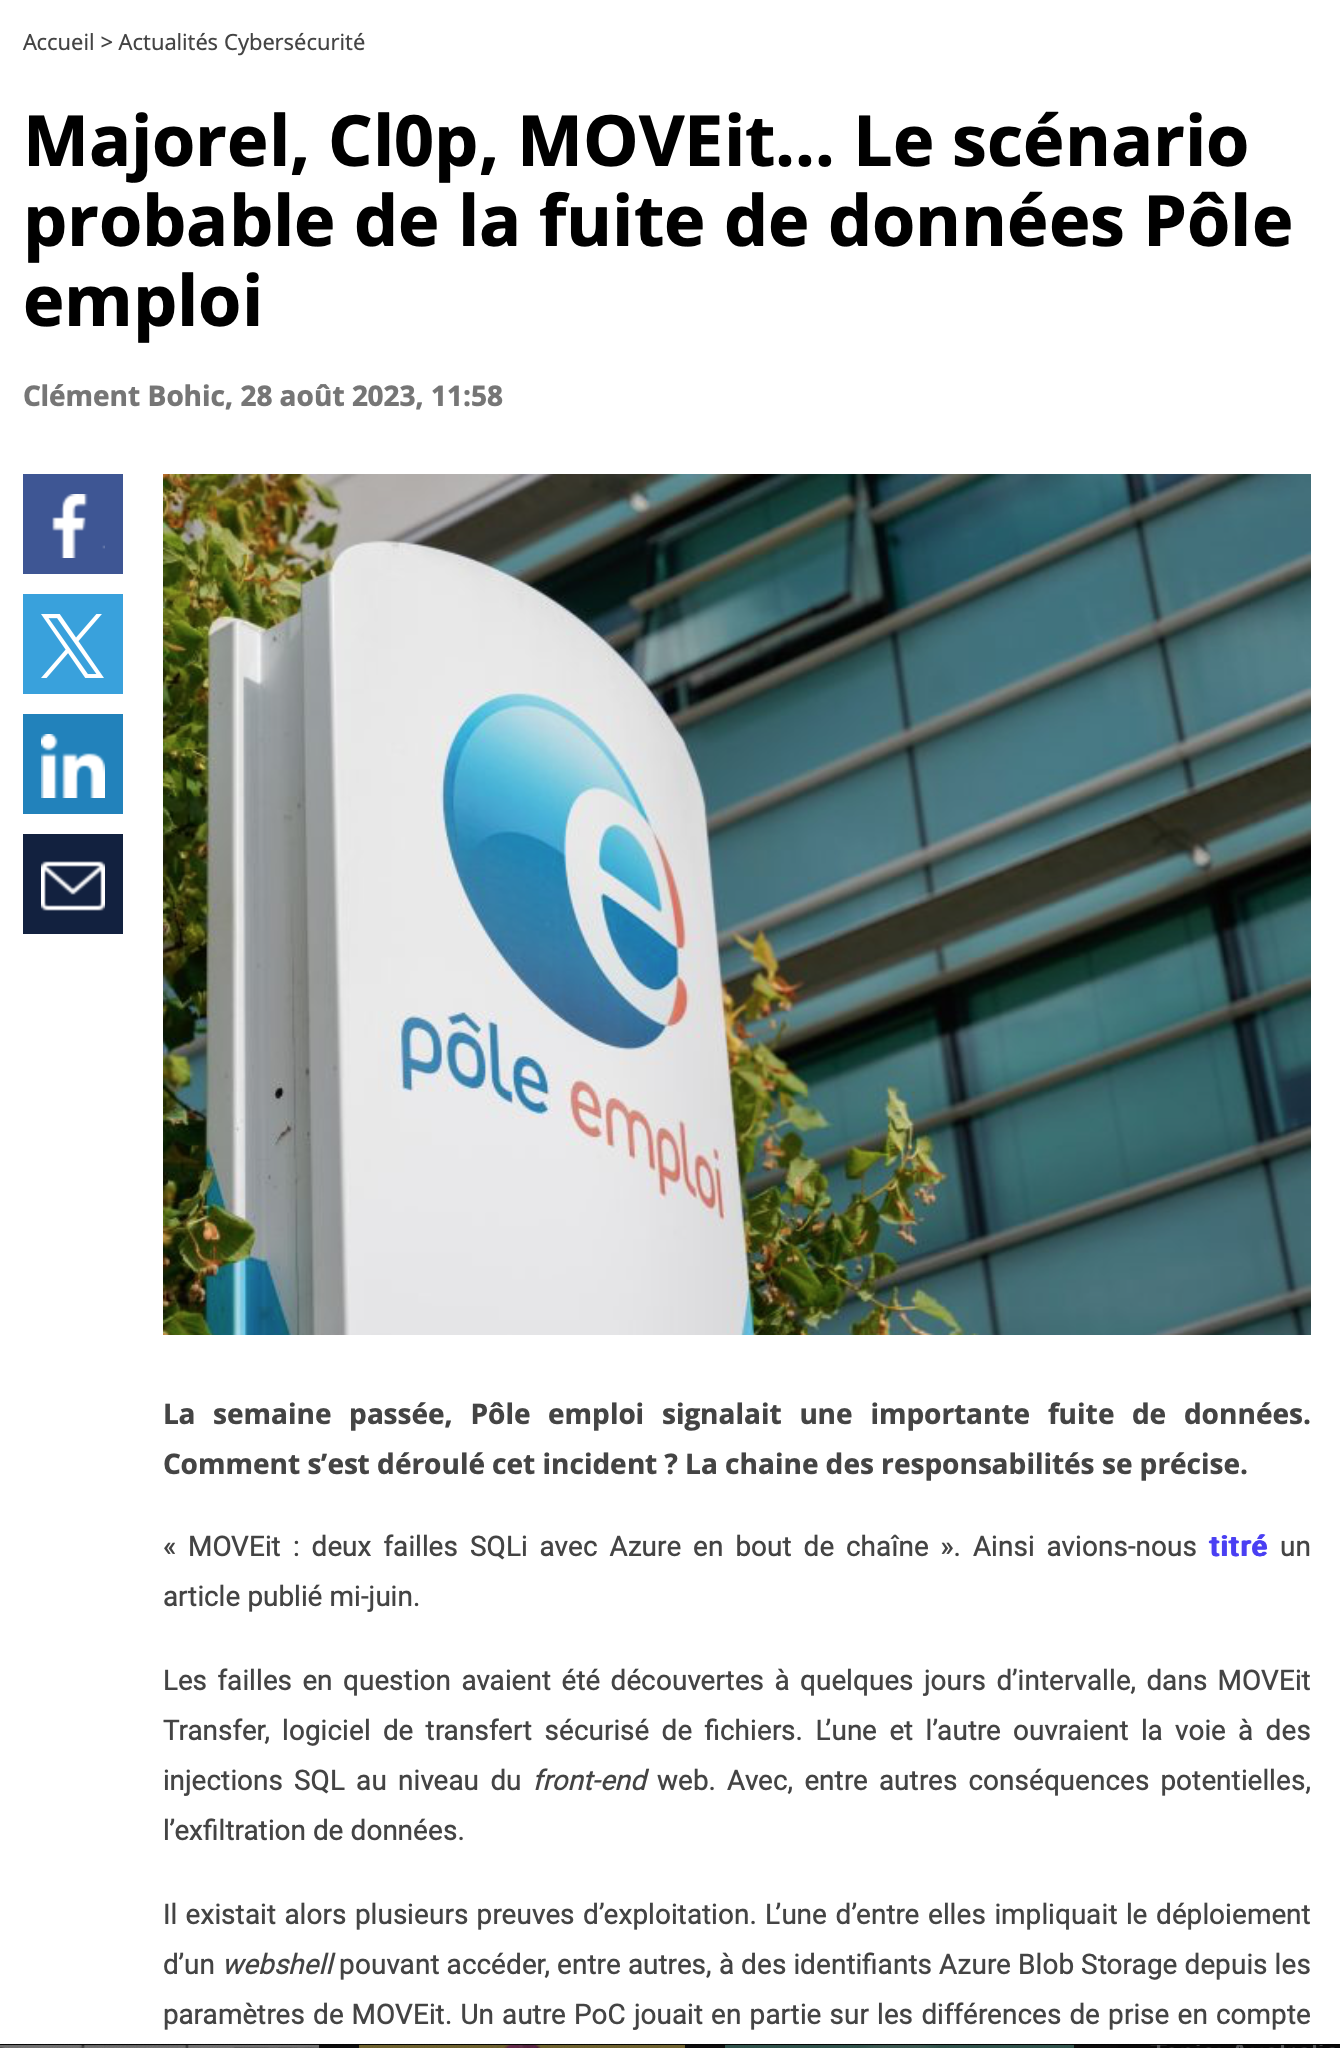 Accueil > Actualités Cybersécurité
Majorel, Cl0p, MOVEit… Le scénario
probable de la fuite de données Pôle
emploi
Clément Bohic, 28 août 2023, 11:58
pôle emploi
La semaine passée, Pôle emploi signalait une importante fuite de données.
Comment s’est déroulé cet incident ? La chaine des responsabilités se précise.
« MOVEit : deux failles SQLi avec Azure en bout de chaîne ». Ainsi avions-nous titré un
article publié mi-juin.
Les failles en question avaient été découvertes à quelques jours d’intervalle, dans MOVEit
Transfer, logiciel de transfert sécurisé de fichiers. L’une et l’autre ouvraient la voie à des
injections SQL au niveau du front-end web. Avec, entre autres conséquences potentielles,
l’exfiltration de données.
Il existait alors plusieurs preuves d’exploitation. L’une d’entre elles impliquait le déploiement
d’un webshell pouvant accéder, entre autres, à des identifiants Azure Blob Storage depuis les
paramètres de MOVEit. Un autre PoC jouait en partie sur les différences de prise en compte